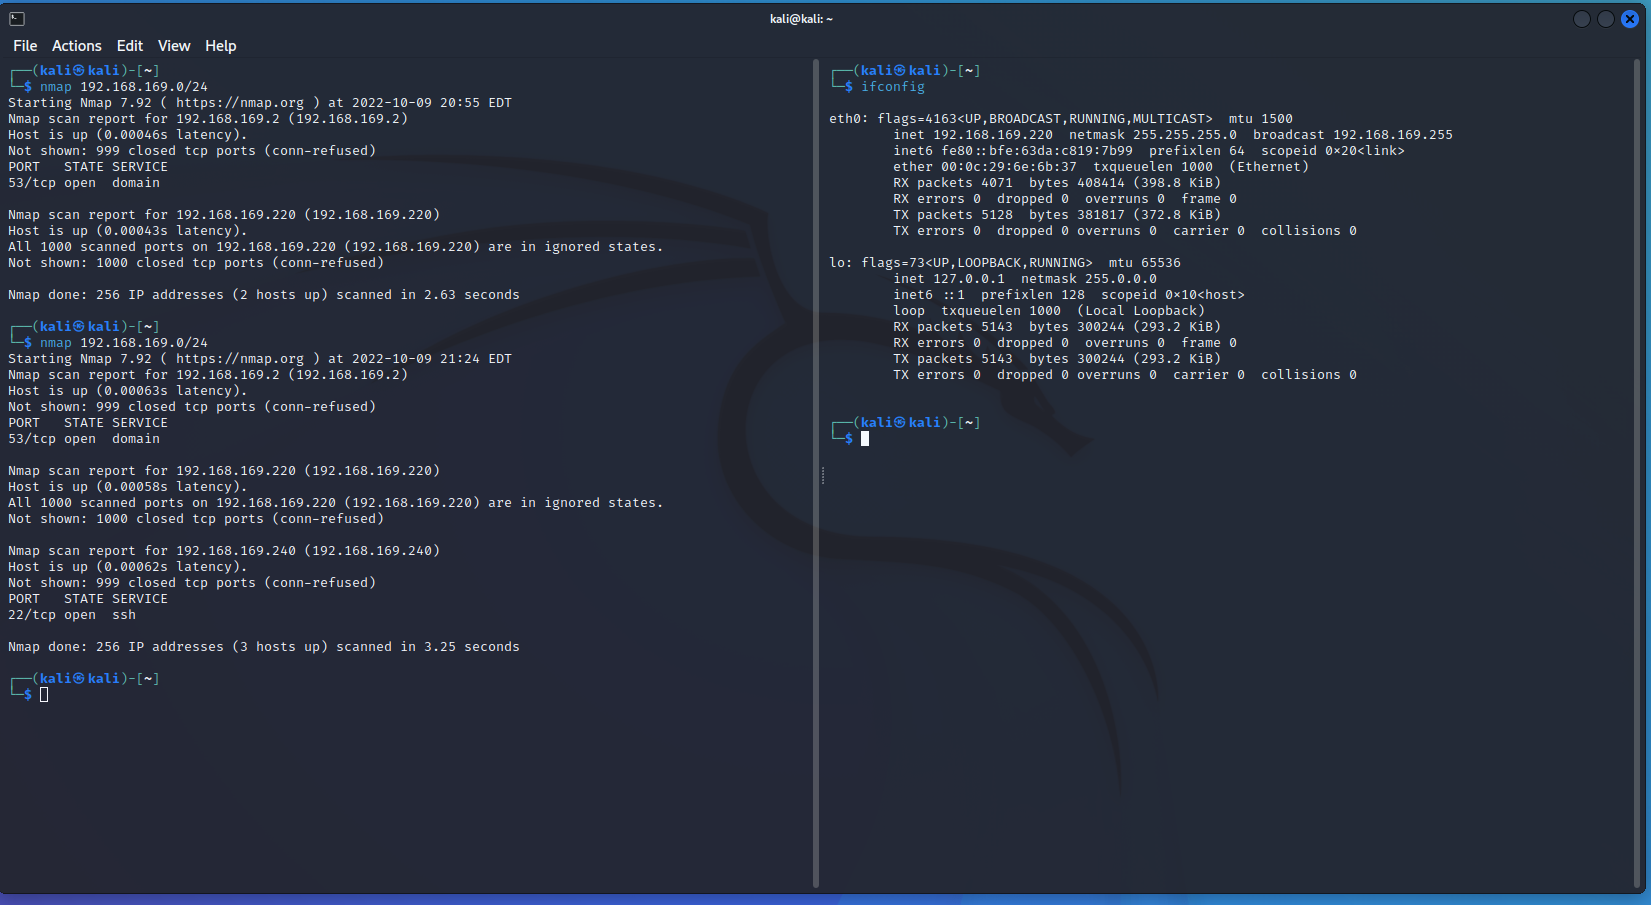 kali@kali: ~
File Actions Edit View Help
┌──(kali㉿kali)-[~]
└─$ nmap 192.168.169.0/24
Starting Nmap 7.92 ( https://nmap.org ) at 2022-10-09 20:55 EDT
Nmap scan report for 192.168.169.2 (192.168.169.2)
Host is up (0.00046s latency).
Not shown: 999 closed tcp ports (conn-refused)
PORT   STATE SERVICE
53/tcp open  domain

Nmap scan report for 192.168.169.220 (192.168.169.220)
Host is up (0.00043s latency).
All 1000 scanned ports on 192.168.169.220 (192.168.169.220) are in ignored states.
Not shown: 1000 closed tcp ports (conn-refused)

Nmap done: 256 IP addresses (2 hosts up) scanned in 2.63 seconds

┌──(kali㉿kali)-[~]
└─$ nmap 192.168.169.0/24
Starting Nmap 7.92 ( https://nmap.org ) at 2022-10-09 21:24 EDT
Nmap scan report for 192.168.169.2 (192.168.169.2)
Host is up (0.00063s latency).
Not shown: 999 closed tcp ports (conn-refused)
PORT   STATE SERVICE
53/tcp open  domain

Nmap scan report for 192.168.169.220 (192.168.169.220)
Host is up (0.00058s latency).
All 1000 scanned ports on 192.168.169.220 (192.168.169.220) are in ignored states.
Not shown: 1000 closed tcp ports (conn-refused)

Nmap scan report for 192.168.169.240 (192.168.169.240)
Host is up (0.00062s latency).
Not shown: 999 closed tcp ports (conn-refused)
PORT   STATE SERVICE
22/tcp open  ssh

Nmap done: 256 IP addresses (3 hosts up) scanned in 3.25 seconds

┌──(kali㉿kali)-[~]
└─$
┌──(kali㉿kali)-[~]
└─$ ifconfig

eth0: flags=4163<UP,BROADCAST,RUNNING,MULTICAST>  mtu 1500
        inet 192.168.169.220  netmask 255.255.255.0  broadcast 192.168.169.255
        inet6 fe80::bfe:63da:c819:7b99  prefixlen 64  scopeid 0×20<link>
        ether 00:0c:29:6e:6b:37  txqueuelen 1000  (Ethernet)
        RX packets 4071  bytes 408414 (398.8 KiB)
        RX errors 0  dropped 0  overruns 0  frame 0
        TX packets 5128  bytes 381817 (372.8 KiB)
        TX errors 0  dropped 0 overruns 0  carrier 0  collisions 0

lo: flags=73<UP,LOOPBACK,RUNNING>  mtu 65536
        inet 127.0.0.1  netmask 255.0.0.0
        inet6 ::1  prefixlen 128  scopeid 0×10<host>
        loop  txqueuelen 1000  (Local Loopback)
        RX packets 5143  bytes 300244 (293.2 KiB)
        RX errors 0  dropped 0  overruns 0  frame 0
        TX packets 5143  bytes 300244 (293.2 KiB)
        TX errors 0  dropped 0 overruns 0  carrier 0  collisions 0

┌──(kali㉿kali)-[~]
└─$